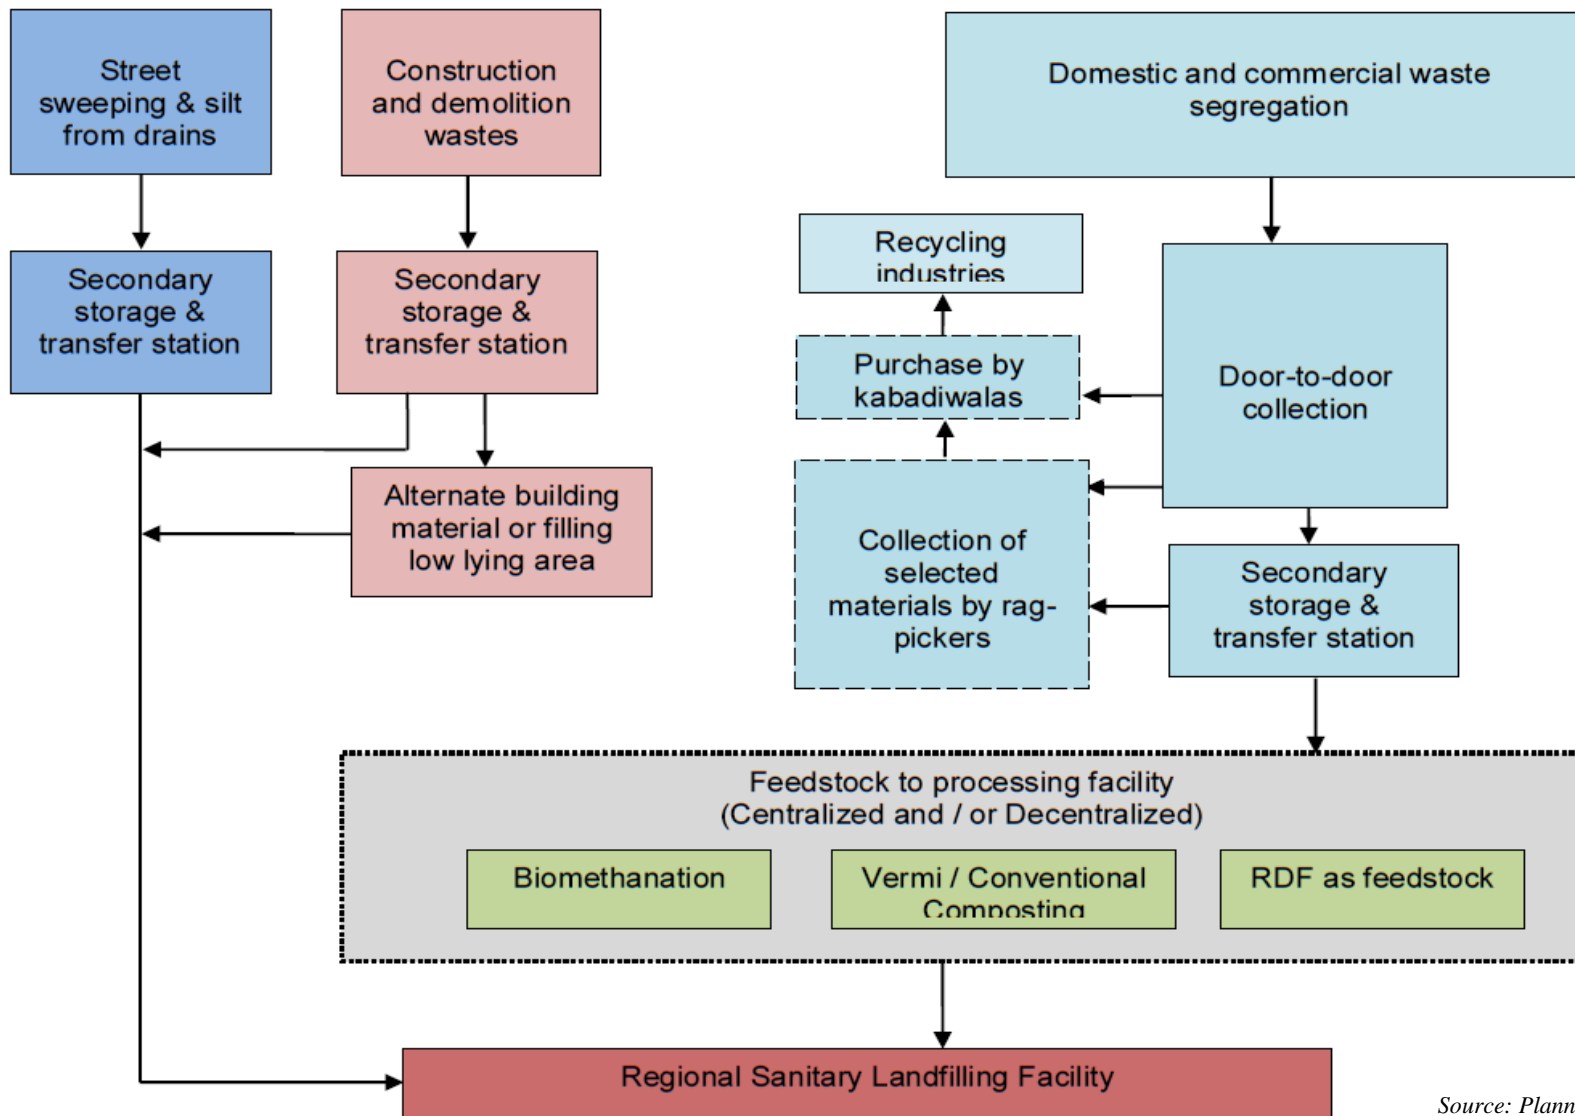 Street
sweeping & silt
from drains
Construction
and demolition
wastes
Domestic and commercial waste
segregation
Secondary
storage &
transfer station
Secondary
storage &
transfer station
Recycling
industries
Purchase by
kabadiwalas
Door-to-door
collection
Alternate building
material or filling
low lying area
Collection of
selected
materials by rag-
pickers
Secondary
storage &
transfer station
Feedstock to processing facility
(Centralized and / or Decentralized)
Biomethanation
Vermi / Conventional
Composting
RDF as feedstock
Regional Sanitary Landfilling Facility
Source: Plann